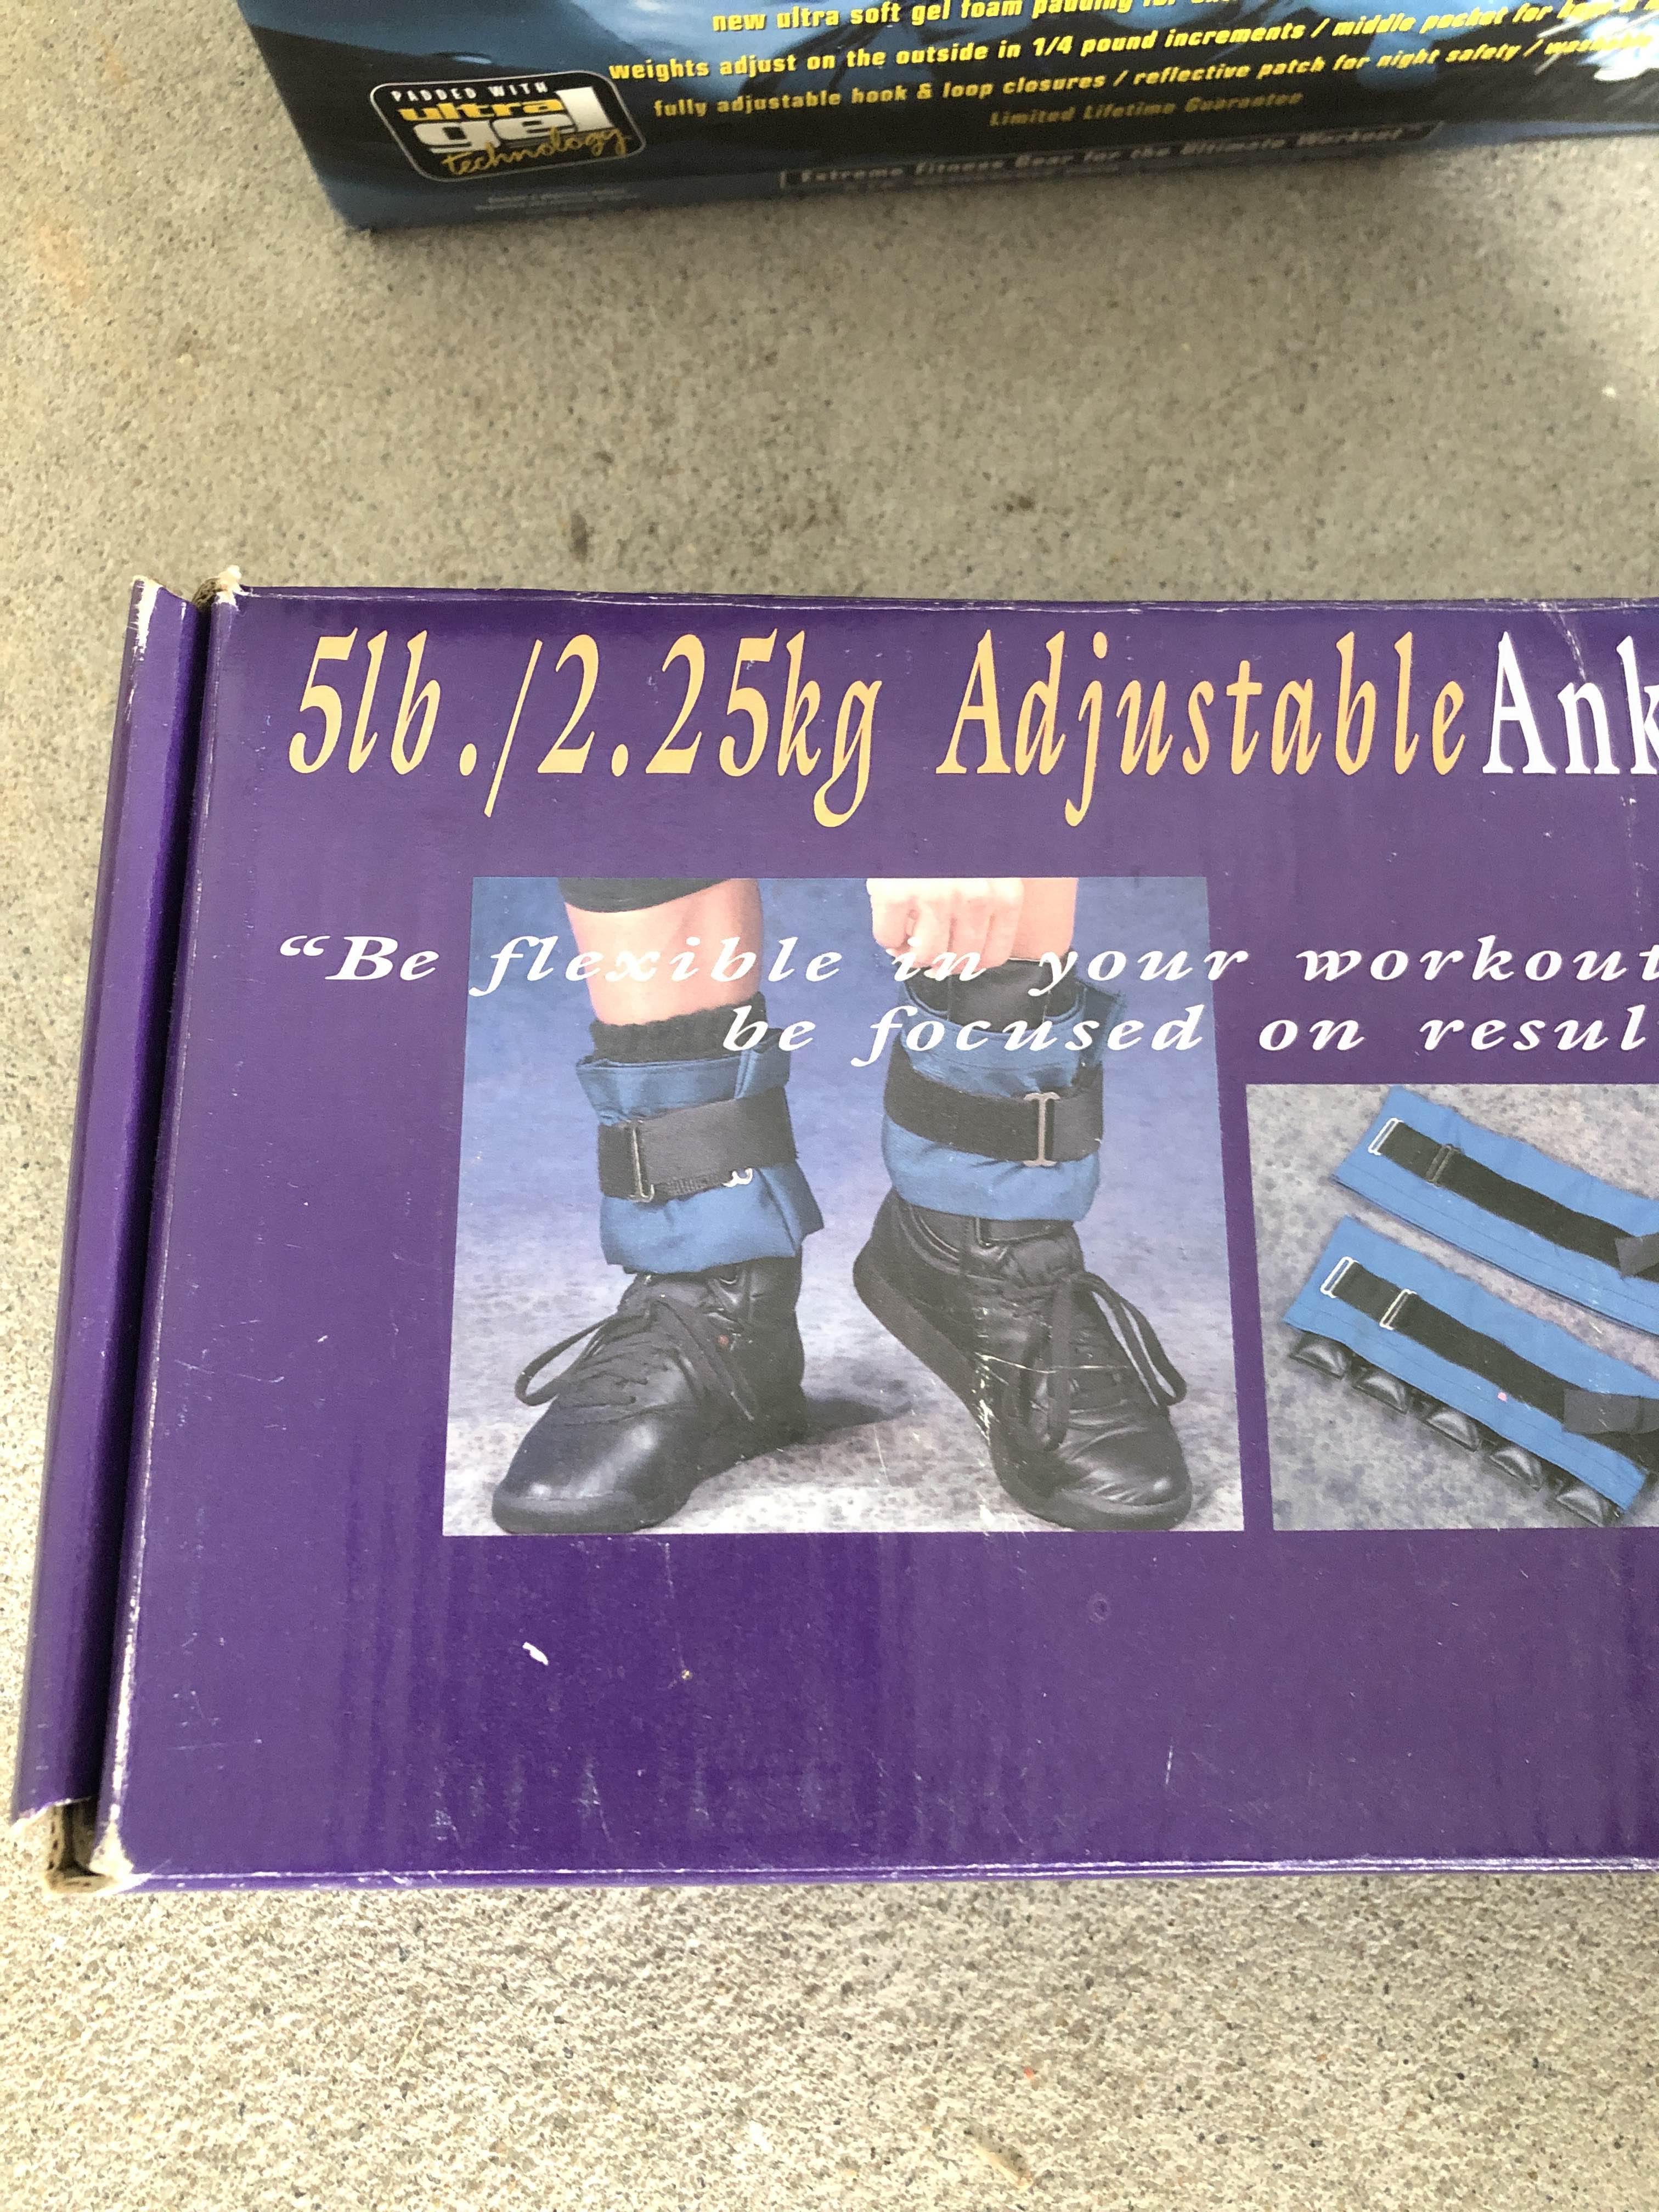 new ultra soft gel foam padding for
weights adjust on the outside in 1/4 pound increments / middle pocket for
fully adjustable hook & loop closures / reflective patch for night safety / washable
Limited Lifetime Guarantee
PADDED WITH
ultra
gel
technology
Extreme Fitness Gear for the Ultimate Workout
5lb./2.25kg Adjustable Ank
“Be flexible in your workout
be focused on resul